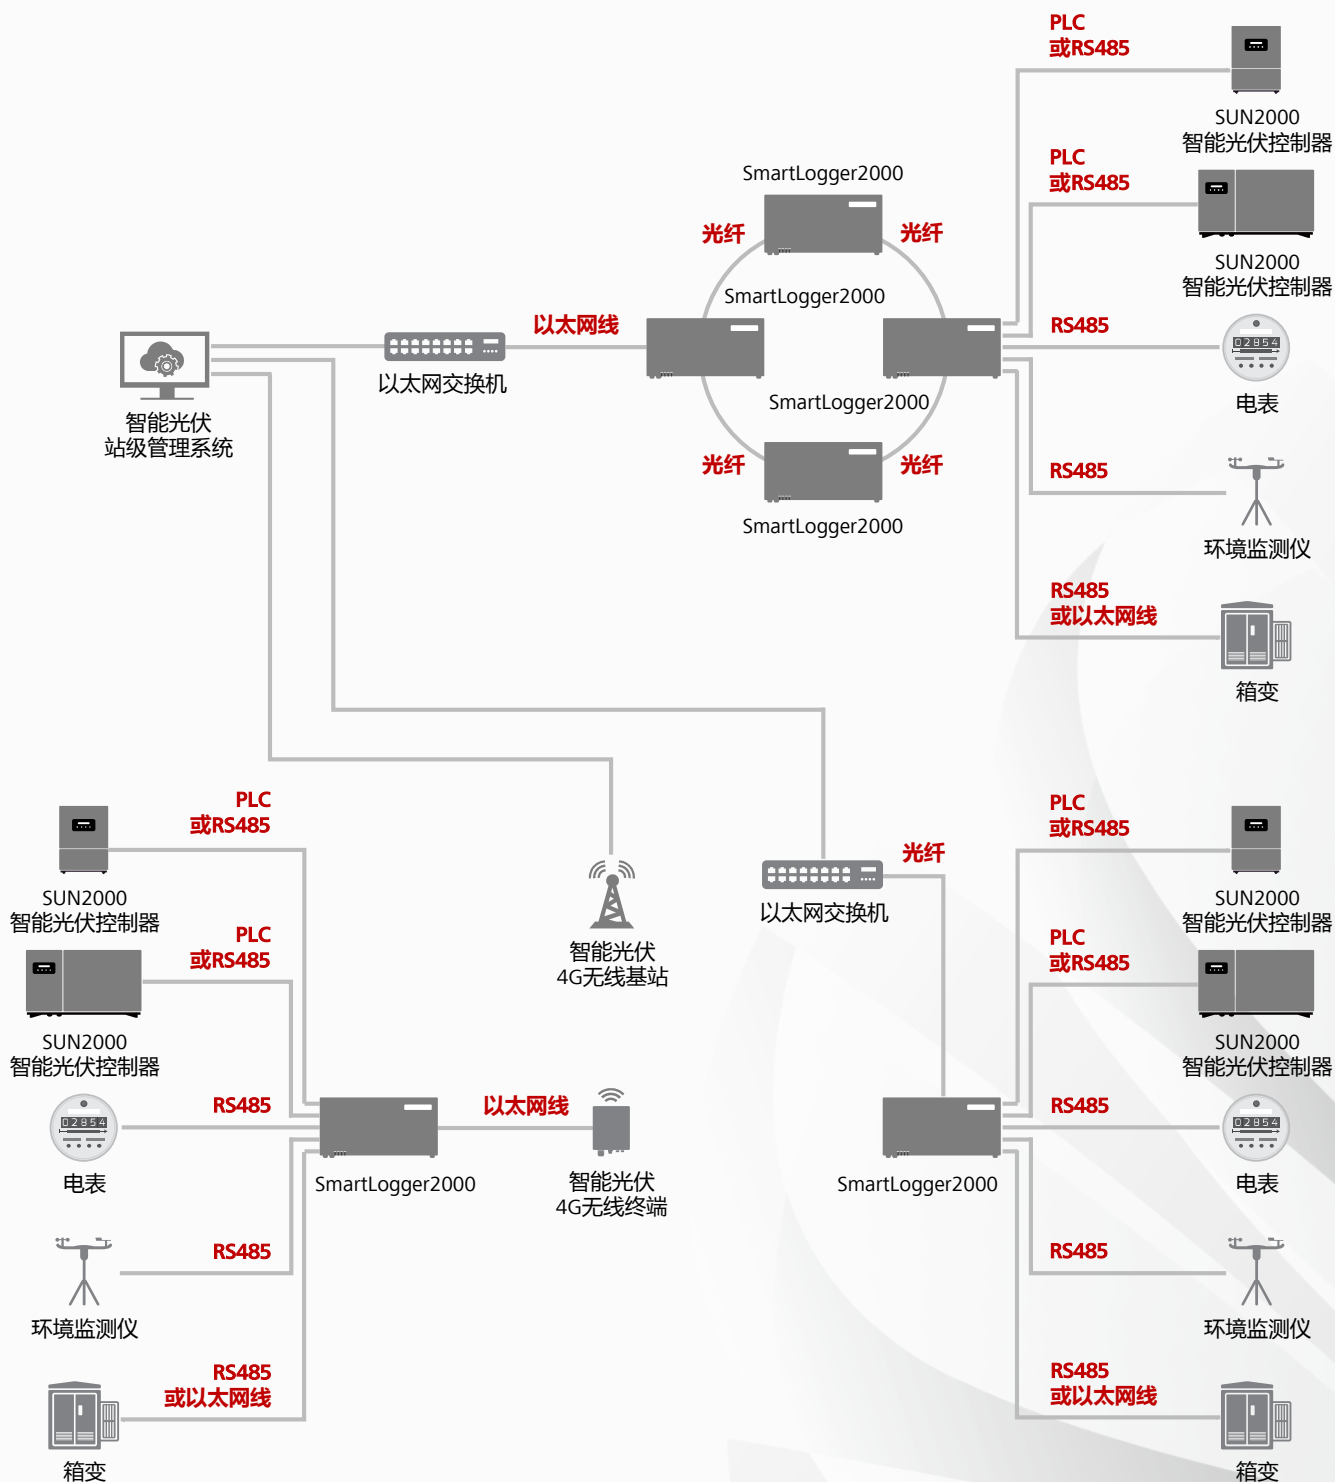 PLC
或RS485
SUN2000
智能光伏控制器
PLC
或RS485
SUN2000
智能光伏控制器
SmartLogger2000
光纤
光纤
SmartLogger2000
以太网线
RS485
02854
电表
以太网交换机
SmartLogger2000
智能光伏
站级管理系统
光纤
光纤
RS485
SmartLogger2000
环境监测仪
RS485
或以太网线
箱变
PLC
或RS485
SUN2000
智能光伏控制器
PLC
或RS485
SUN2000
智能光伏控制器
RS485
02854
电表
RS485
环境监测仪
RS485
或以太网线
箱变
SmartLogger2000
以太网线
智能光伏
4G无线终端
智能光伏
4G无线基站
光纤
以太网交换机
SmartLogger2000
PLC
或RS485
SUN2000
智能光伏控制器
PLC
或RS485
SUN2000
智能光伏控制器
RS485
02854
电表
RS485
环境监测仪
RS485
或以太网线
箱变